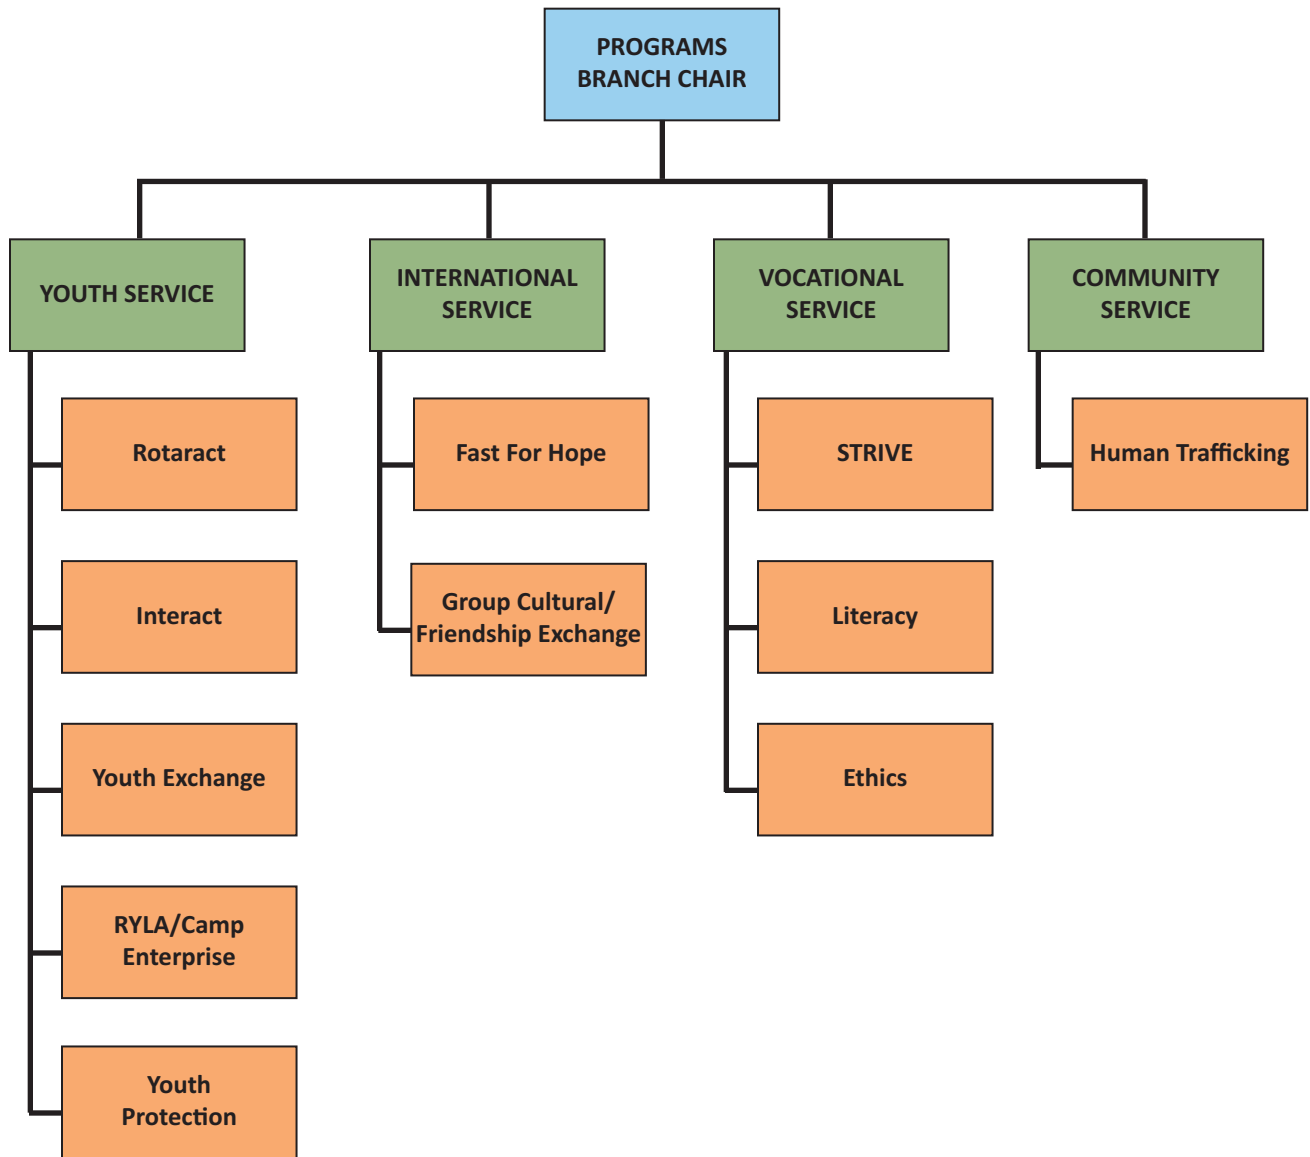 PROGRAMS
BRANCH CHAIR
YOUTH SERVICE
INTERNATIONAL
SERVICE
VOCATIONAL
SERVICE
COMMUNITY
SERVICE
Rotaract
Interact
Youth Exchange
RYLA/Camp
Enterprise
Youth
Protection
Fast For Hope
Group Cultural/
Friendship Exchange
STRIVE
Literacy
Ethics
Human Trafficking